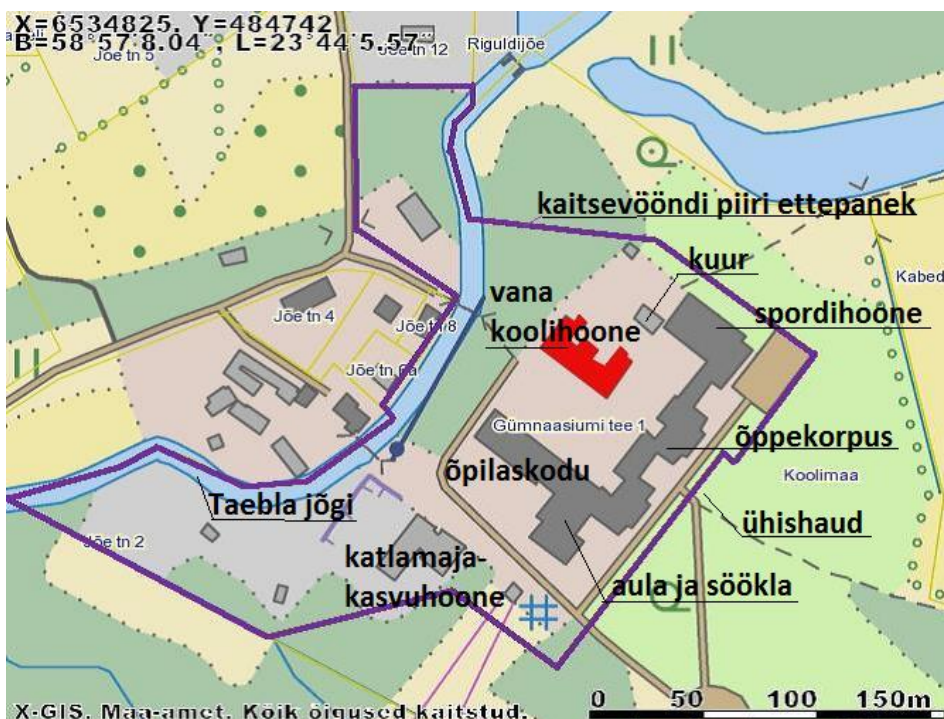 X=6534825, Y=484742
B=58°57'8.04'', L=23°44'5.57''
Jõe tn 5
Jõe tn 12
Riguldijõe
kaitsevööndi piiri ettepanek
kuur
Kabed
vana
koolihoone
spordihoone
Jõe tn 4
Jõe tn 8
Jõe tn 6a
Gümnaasiumi tee 1
õppekorpus
õpilaskodu
Koolimaa
Taebla jõgi
ühishaud
Jõe tn 2
katlamaja-
kasvuhoone
aula ja söökla
0 50 100 150m
X-GIS. Maa-amet. Kõik õigused kaitstud.